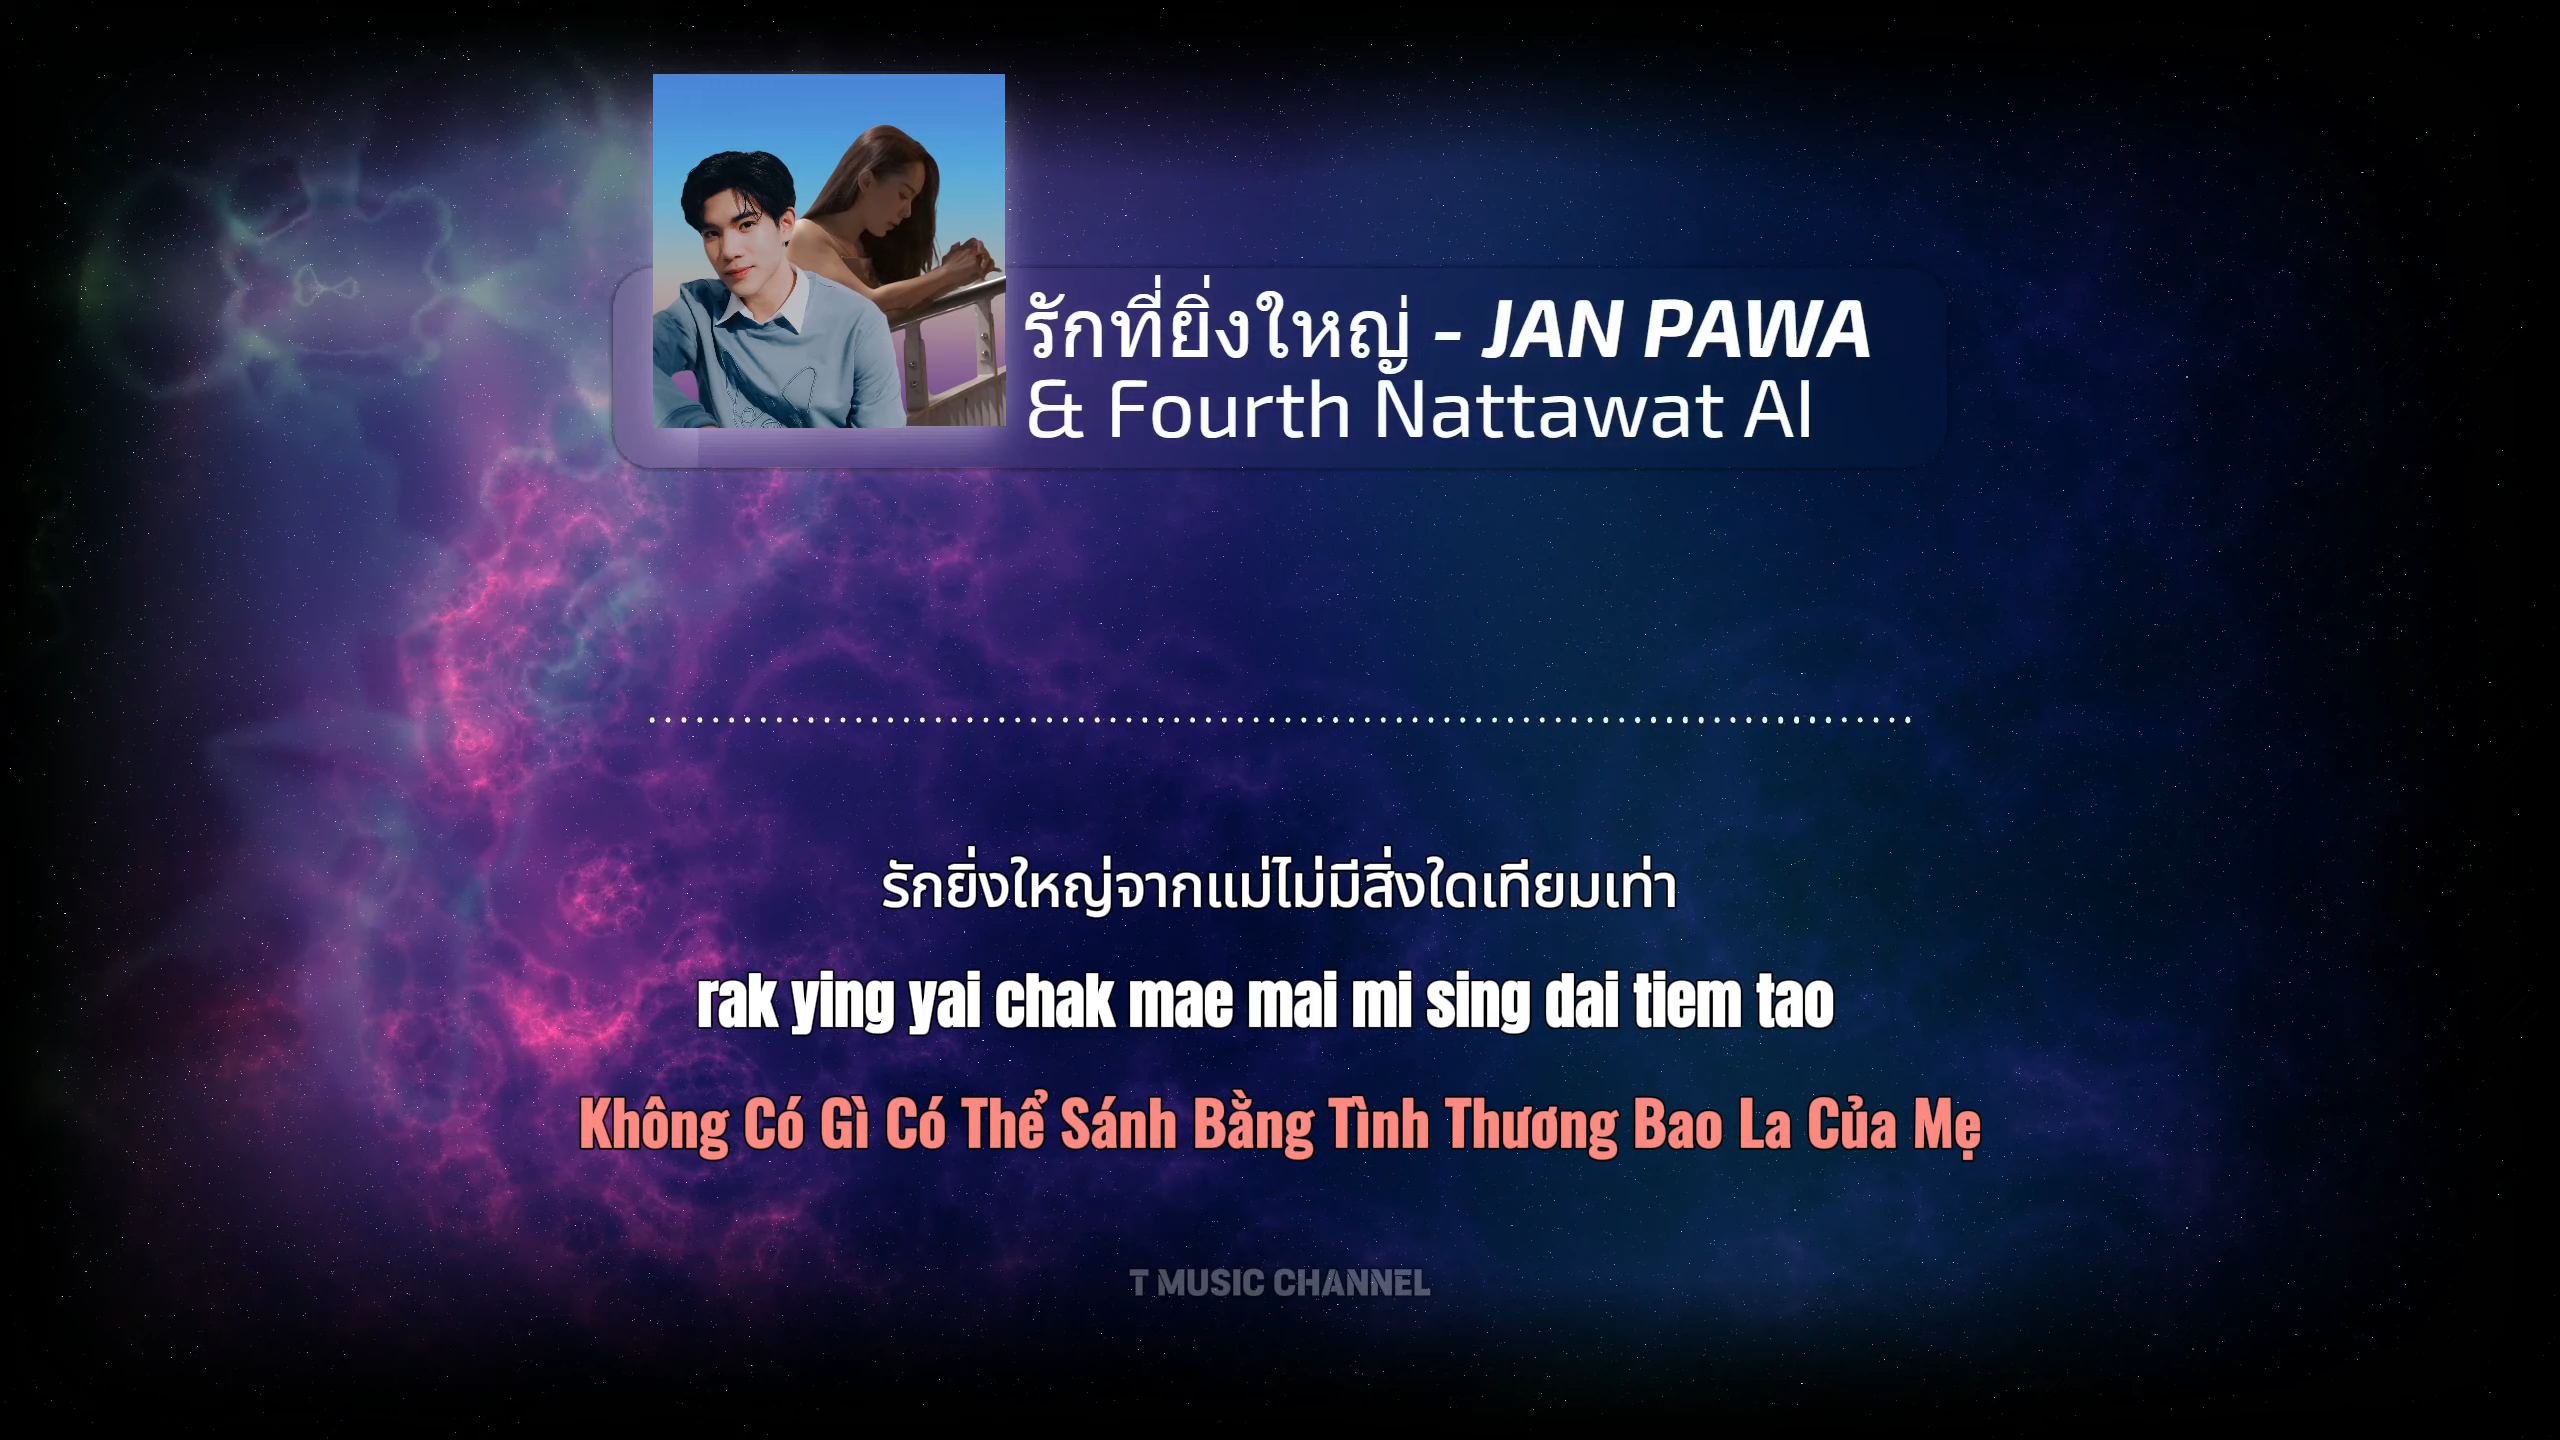 รักที่ยิ่งใหญ่ - JAN PAWA
& Fourth Nattawat AI
รักยิ่งใหญ่จากแม่ไม่มีสิ่งใดเทียมเท่า
rak ying yai chak mae mai mi sing dai tiem tao
Không Có Gì Có Thể Sánh Bằng Tình Thương Bao La Của Mẹ
T MUSIC CHANNEL